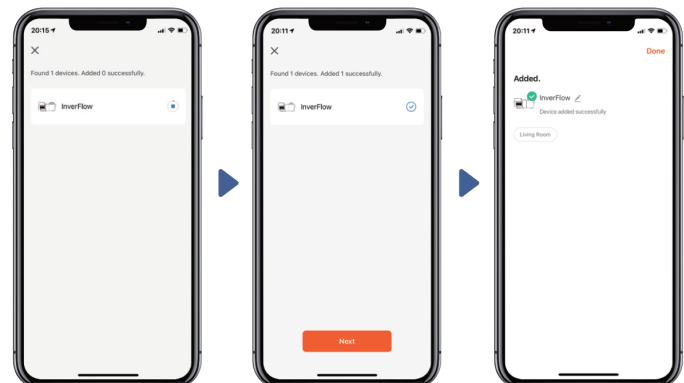 20:15
Found 1 devices. Added 0 successfully.
InverFlow
20:11
Found 1 devices. Added 1 successfully.
InverFlow
Next
20:11
Done
Added.
InverFlow
Device added successfully
Living Room